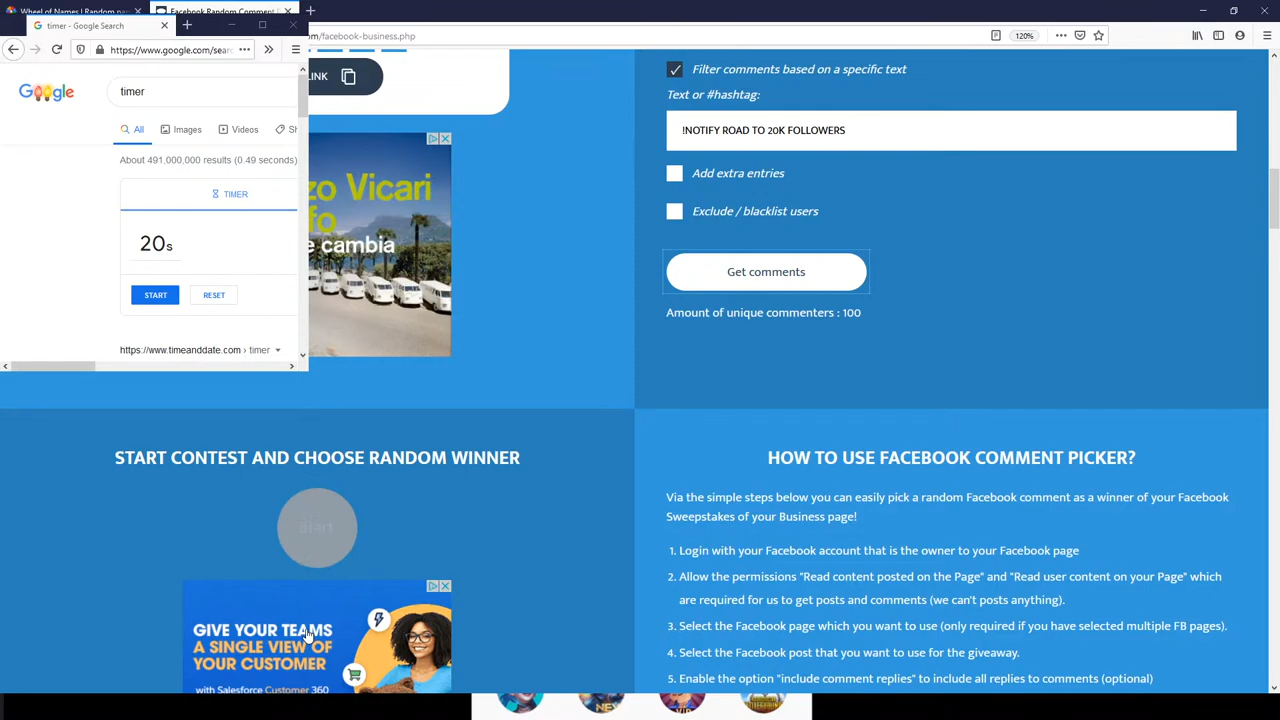 Wheel of Names | Random na
Facebook Random Comment
timer - Google Search
https://www.google.com/sear
om/facebook-business.php
120%
Google
timer
All
Images
Videos
Sh
About 491,000,000 results (0.49 seconds)
TIMER
20s
START
RESET
https://www.timeanddate.com › timer
LINK
zo Vicari
fo
e cambia
Filter comments based on a specific text
Text or #hashtag:
!NOTIFY ROAD TO 20K FOLLOWERS
Add extra entries
Exclude / blacklist users
Get comments
Amount of unique commenters : 100
START CONTEST AND CHOOSE RANDOM WINNER
start
GIVE YOUR TEAMS
A SINGLE VIEW OF
YOUR CUSTOMER
with Salesforce Customer 360
HOW TO USE FACEBOOK COMMENT PICKER?
Via the simple steps below you can easily pick a random Facebook comment as a winner of your Facebook
Sweepstakes of your Business page!
1. Login with your Facebook account that is the owner to your Facebook page
2. Allow the permissions "Read content posted on the Page" and "Read user content on your Page" which
are required for us to get posts and comments (we can't posts anything).
3. Select the Facebook page which you want to use (only required if you have selected multiple FB pages).
4. Select the Facebook post that you want to use for the giveaway.
5. Enable the option "include comment replies" to include all replies to comments (optional)
VIP